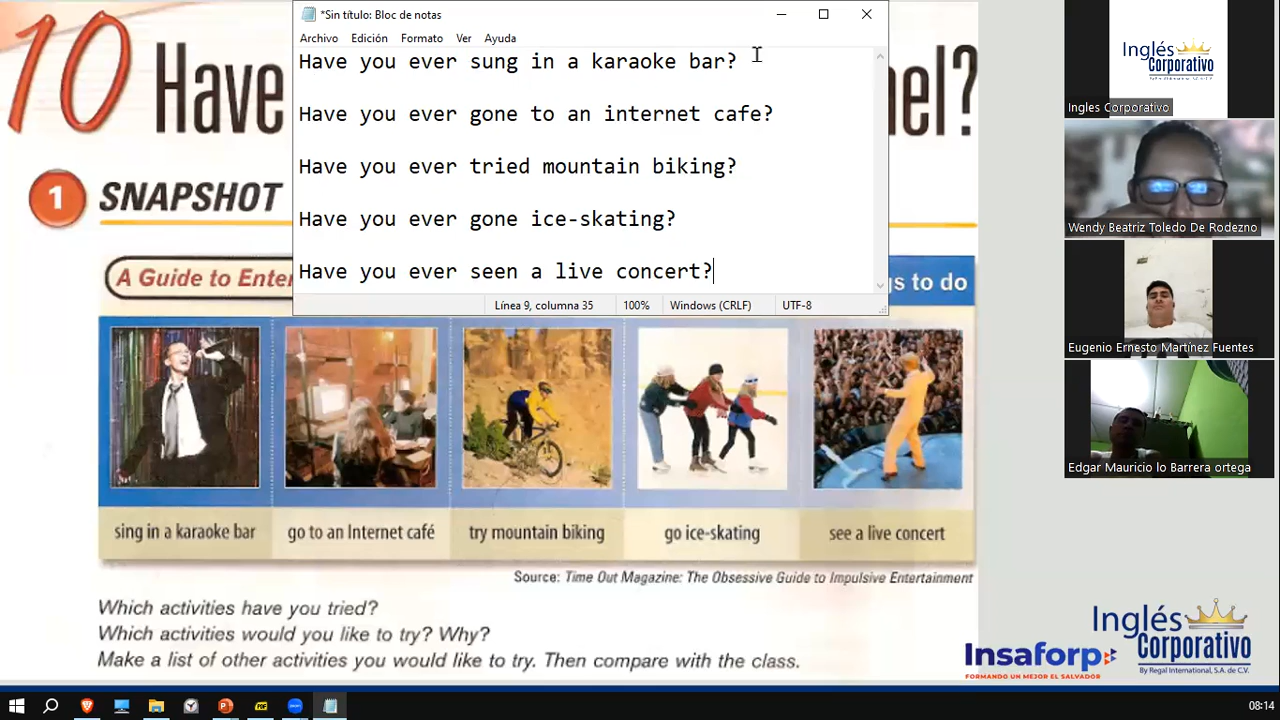 *Sin título: Bloc de notas
Archivo Edición Formato Ver Ayuda
Have you ever sung in a karaoke bar?
Have you ever gone to an internet cafe?
Have you ever tried mountain biking?
Have you ever gone ice-skating?
Have you ever seen a live concert?
Línea 9, columna 35 100% Windows (CRLF) UTF-8
10 Have el?
1 SNAPSHOT
A Guide to Enter s to do
sing in a karaoke bar
go to an Internet café
try mountain biking
go ice-skating
see a live concert
Source: Time Out Magazine: The Obsessive Guide to Impulsive Entertainment
Which activities have you tried?
Which activities would you like to try? Why?
Make a list of other activities you would like to try. Then compare with the class.
Insaforp
FORMANDO UN MEJOR EL SALVADOR
Inglés
Corporativo
By Regal International, S.A. de C.V.
Inglés
Corporativo
Ingles Corporativo
Wendy Beatriz Toledo De Rodezno
Eugenio Ernesto Martínez Fuentes
Edgar Mauricio lo Barrera ortega
08:14